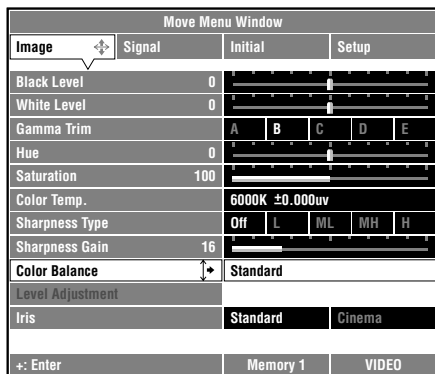 Move Menu Window
Image Signal Initial Setup
Black Level 0
White Level 0
Gamma Trim A B C D E
Hue 0
Saturation 100
Color Temp. 6000K ±0.000uv
Sharpness Type Off L ML MH H
Sharpness Gain 16
Color Balance Standard
Level Adjustment
Iris Standard Cinema
+: Enter Memory 1 VIDEO